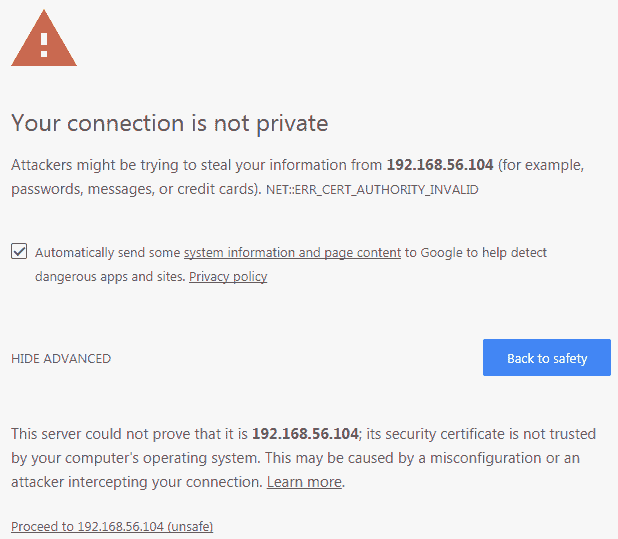 Your connection is not private
Attackers might be trying to steal your information from 192.168.56.104 (for example,
passwords, messages, or credit cards). NET::ERR_CERT_AUTHORITY_INVALID
Automatically send some system information and page content to Google to help detect
dangerous apps and sites. Privacy policy
HIDE ADVANCED
Back to safety
This server could not prove that it is 192.168.56.104; its security certificate is not trusted
by your computer's operating system. This may be caused by a misconfiguration or an
attacker intercepting your connection. Learn more.
Proceed to 192.168.56.104 (unsafe)